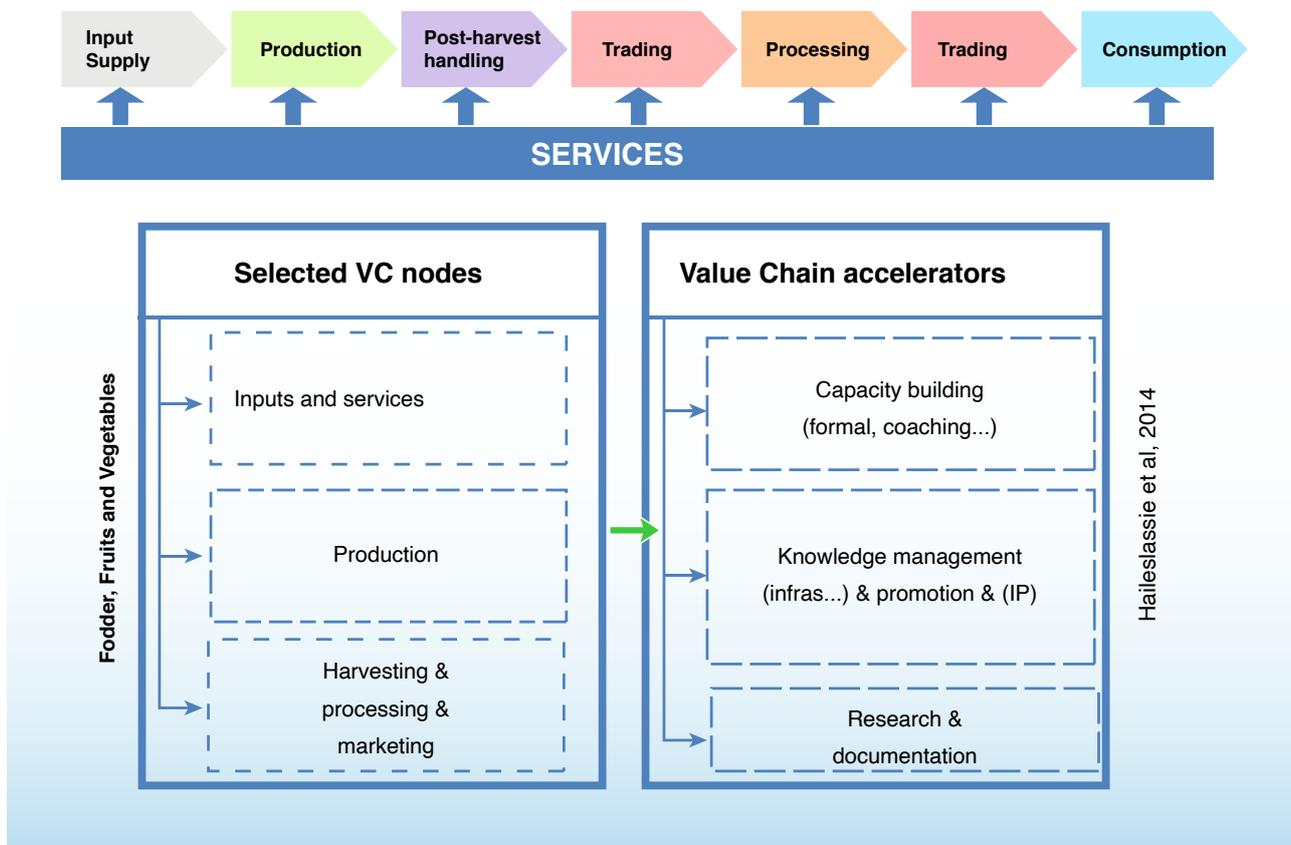 Input
Supply
Production
Post-harvest
handling
Trading
Processing
Trading
Consumption
SERVICES
Selected VC nodes
Value Chain accelerators
Fodder, Fruits and Vegetables
Inputs and services
Production
Harvesting &
processing &
marketing
Capacity building
(formal, coaching...)
Knowledge management
(infras...) & promotion & (IP)
Research &
documentation
Haileslassie et al, 2014